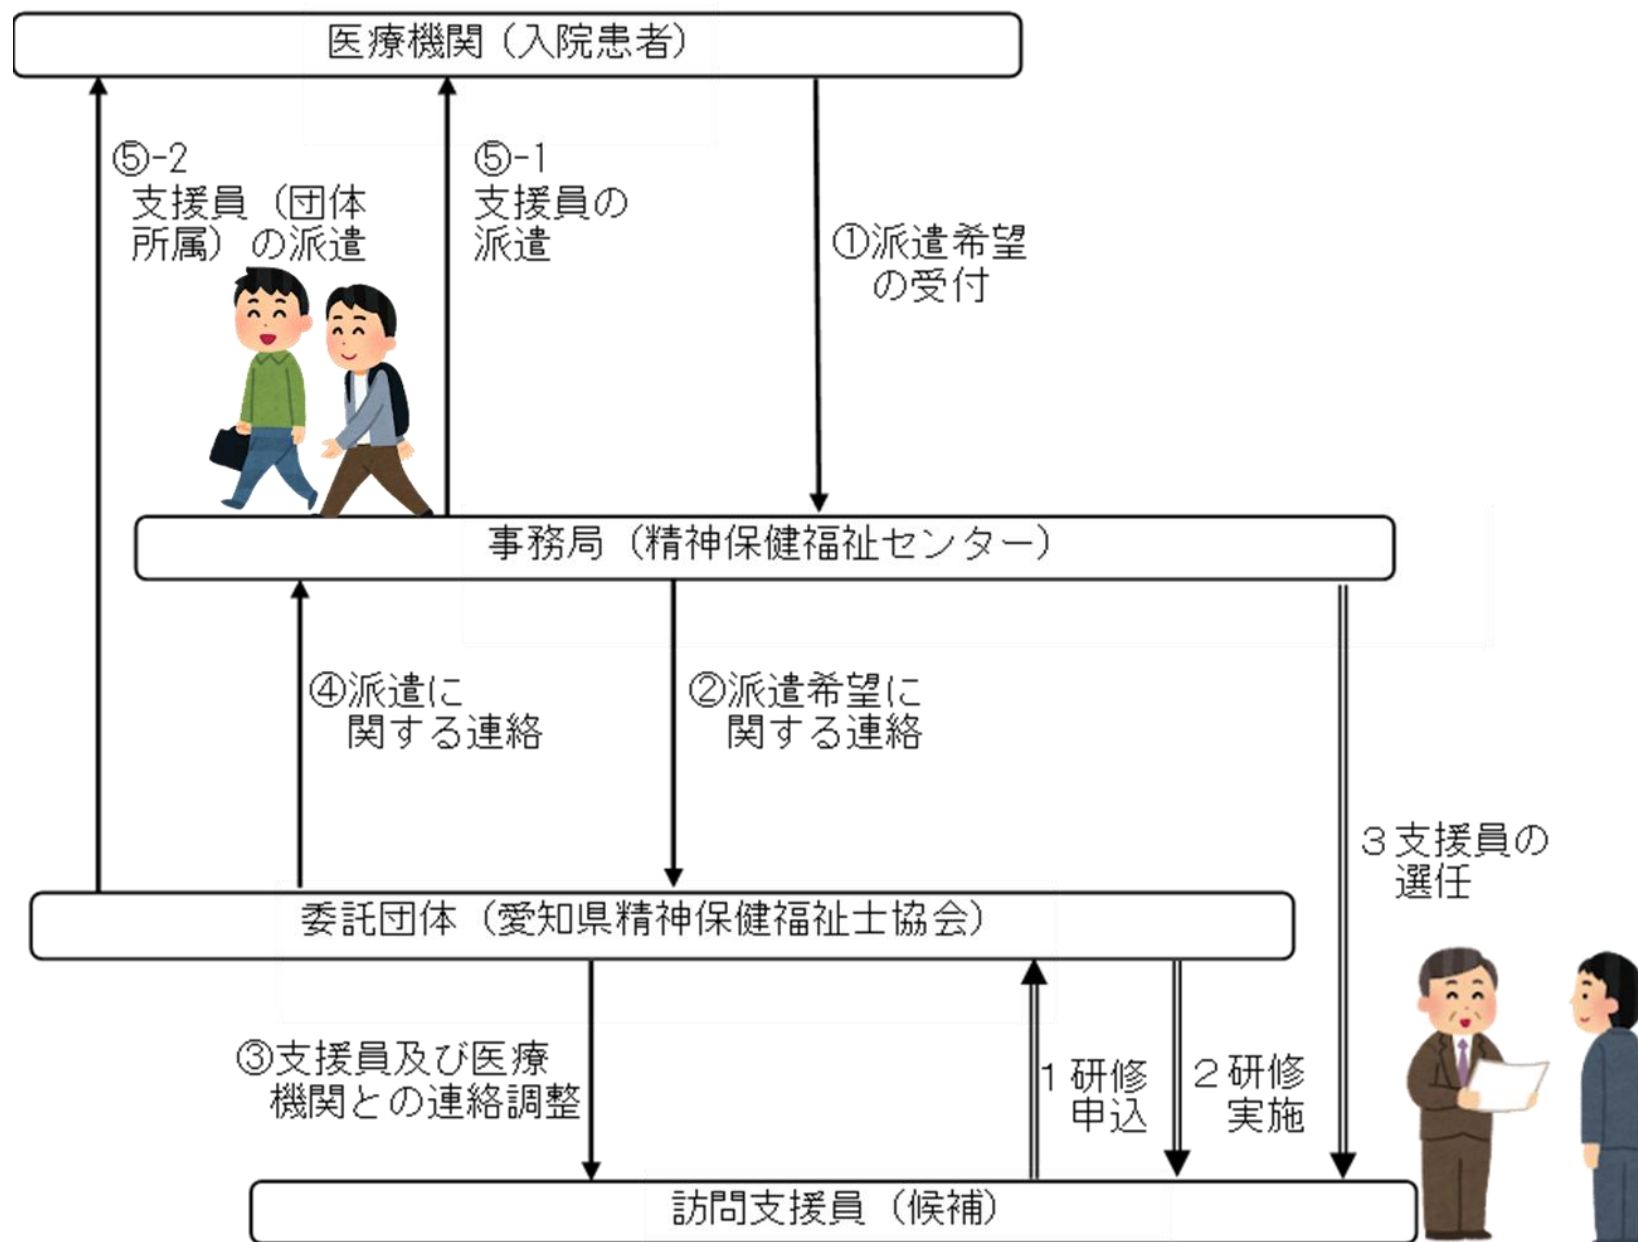 医療機関（入院患者）
⑤-2
支援員（団体
所属）の派遣
⑤-1
支援員の
派遣
①派遣希望
の受付
事務局（精神保健福祉センター）
④派遣に
関する連絡
②派遣希望に
関する連絡
３支援員の
選任
委託団体（愛知県精神保健福祉士協会）
③支援員及び医療
機関との連絡調整
１研修
申込
２研修
実施
訪問支援員（候補）